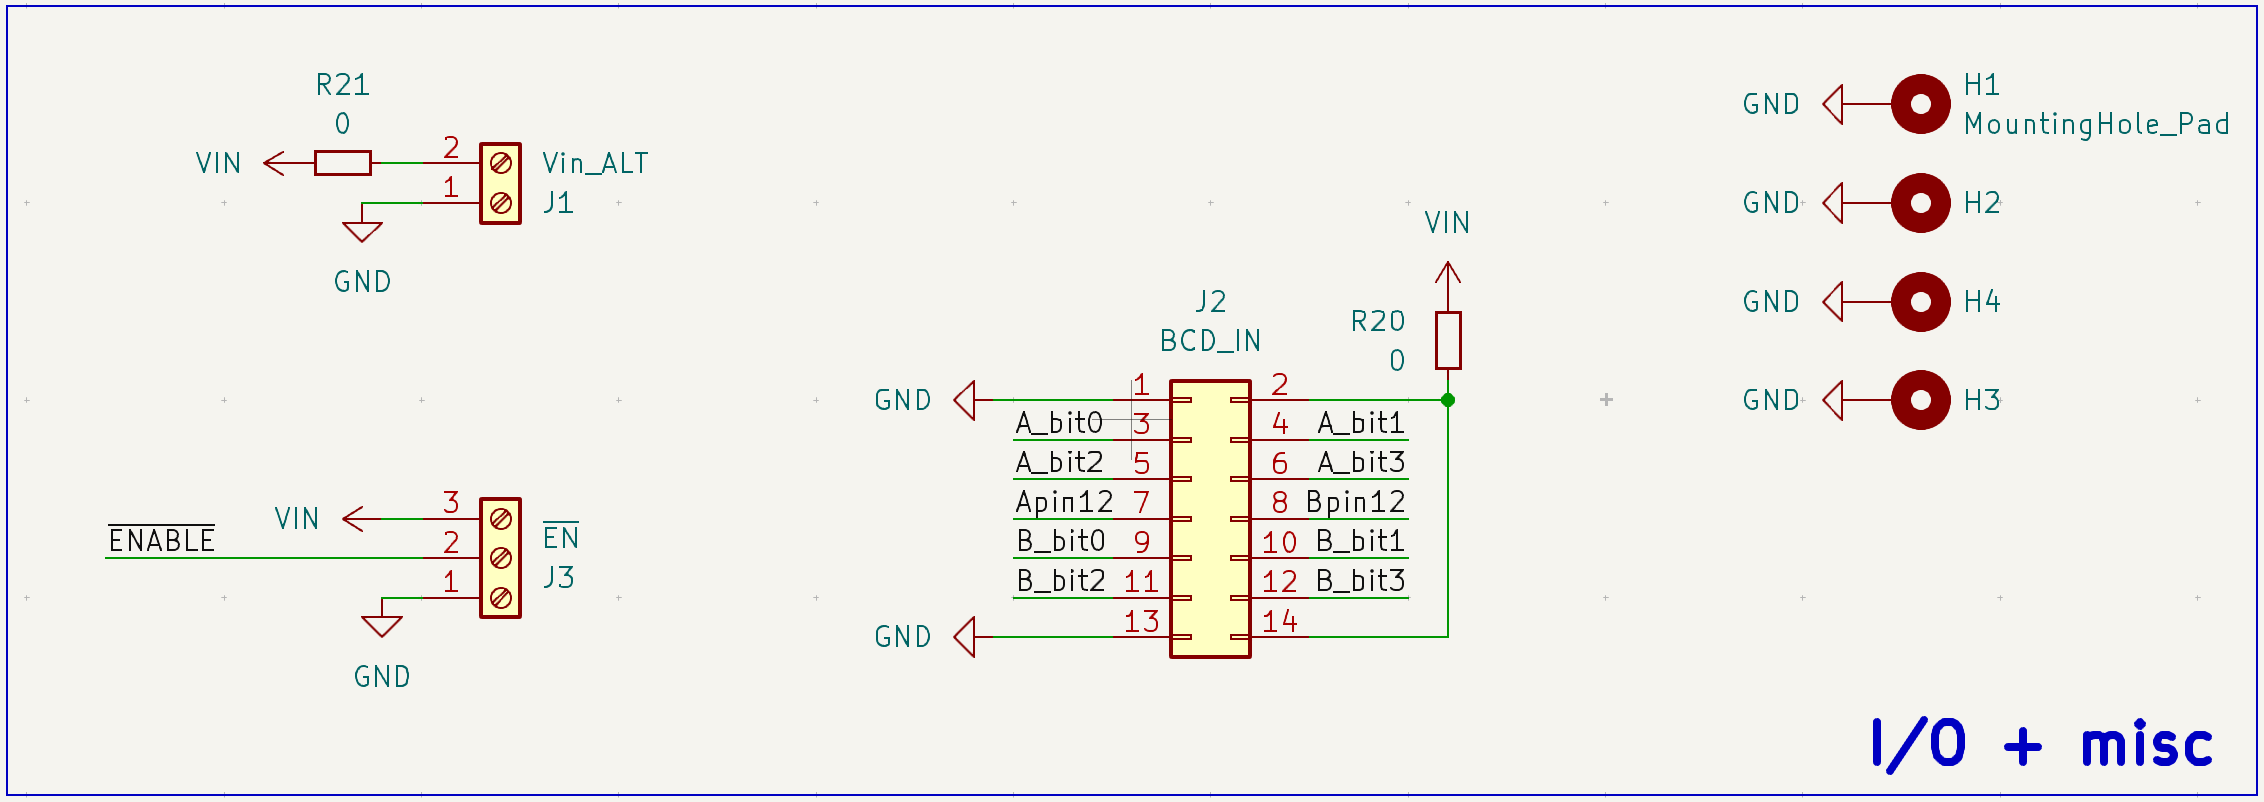 R21
0
VIN
2
1
Vin_ALT
J1
GND
VIN
3
2
1
ENABLE
EN
J3
GND
J2
BCD_IN
VIN
R20
0
GND
1
2
A_bit0
3
4
A_bit1
A_bit2
5
6
A_bit3
Apin12
7
8
Bpin12
B_bit0
9
10
B_bit1
B_bit2
11
12
B_bit3
GND
13
14
GND
H1
MountingHole_Pad
GND
H2
GND
H4
GND
H3
I/O + misc